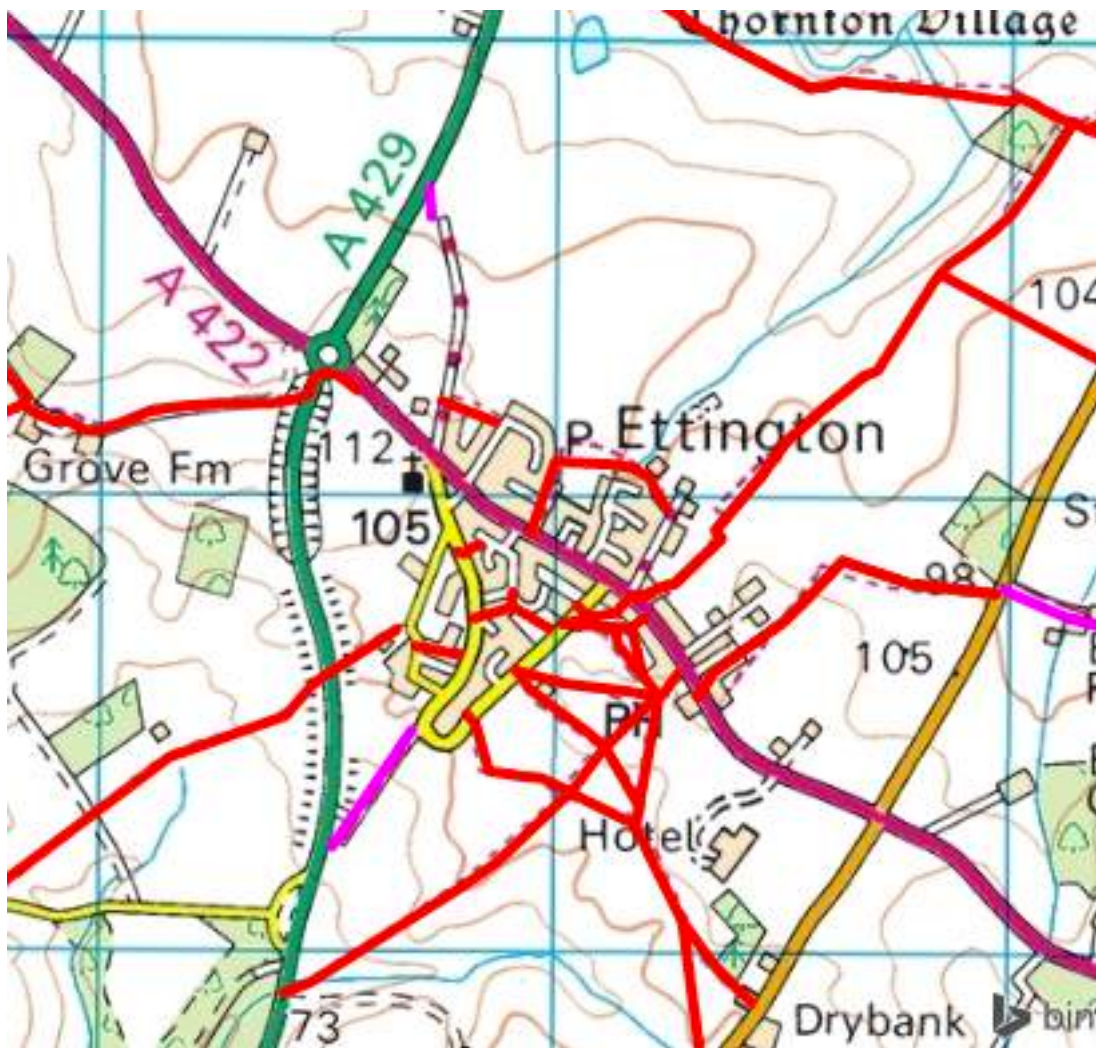 Thornton Village
A 429
104
A 422
P
Ettington
112
Grove Fm
105
98
105
PH
Hotel
Drybank
73